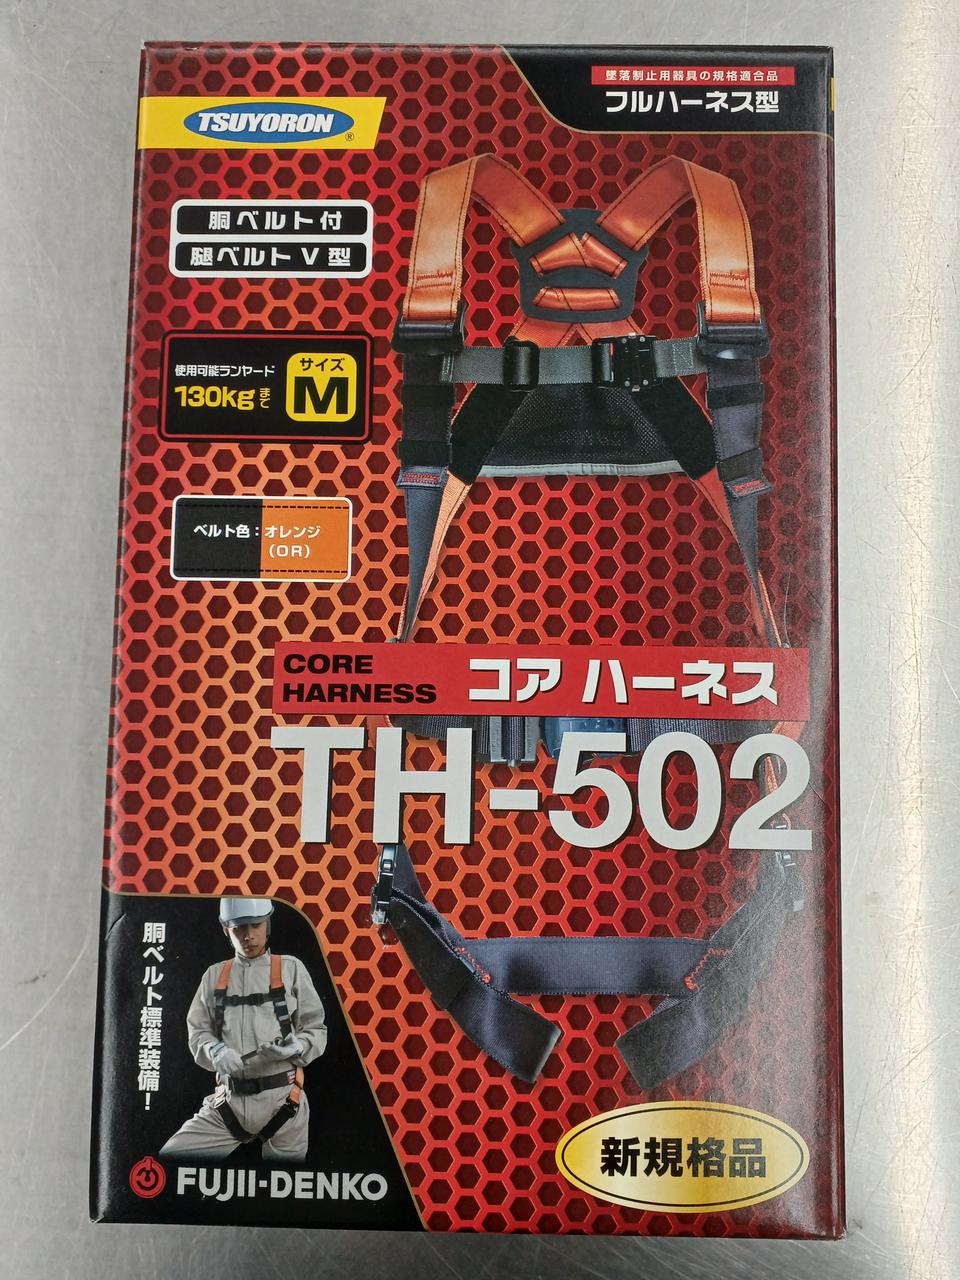 墜落制止用器具の規格適合品
フルハーネス型
TSUYORON
®
胴ベルト付
腿ベルトV型
使用可能ランヤード
130kgまで
サイズ
M
ベルト色：オレンジ
（OR）
CORE
HARNESS
コア ハーネス
TH-502
胴ベルト標準装備！
新規格品
FUJII-DENKO